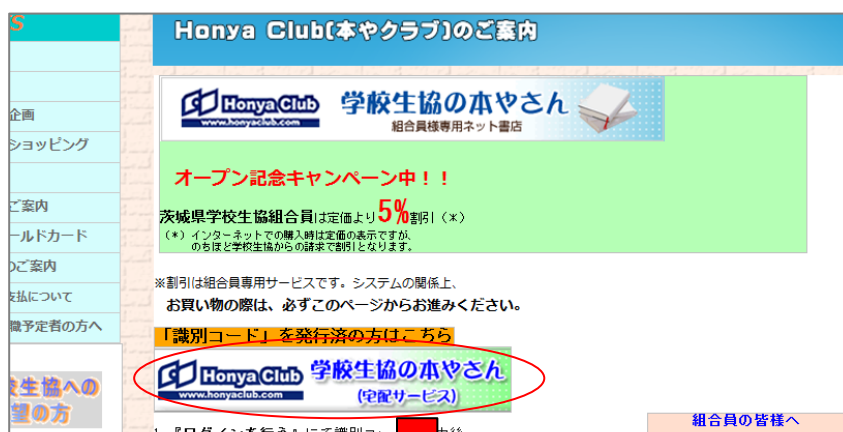 Honya Club(本やクラブ)のご案内
企画
ショッピング
ご案内
ールドカード
のご案内
支払について
職予定者の方へ
生協への
望の方
Honya Club
www.honyaclub.com
学校生協の本やさん
組合員様専用ネット書店
オープン記念キャンペーン中！！
茨城県学校生協組合員は定価より5%割引（*）
（*）インターネットでの購入時は定価の表示ですが、
のちほど学校生協からの請求で割引となります。
※割引は組合員専用サービスです。システムの関係上、
お買い物の際は、必ずこのページからお進みください。
「識別コード」を発行済の方はこちら
Honya Club
www.honyaclub.com
学校生協の本やさん
(宅配サービス)
組合員の皆様へ